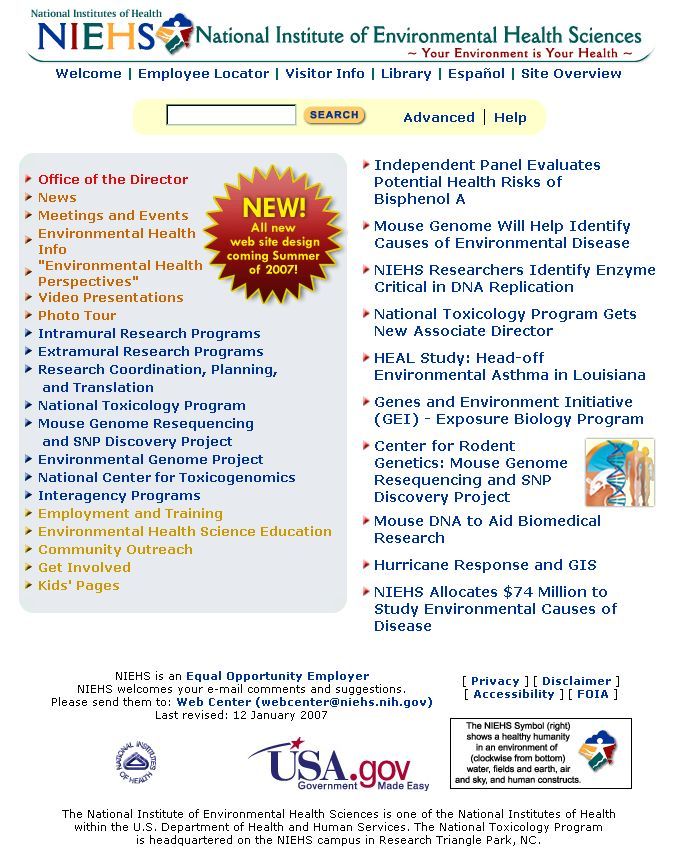 National Institutes of Health
NIEHS National Institute of Environmental Health Sciences
~ Your Environment is Your Health ~
Welcome | Employee Locator | Visitor Info | Library | Español | Site Overview
SEARCH Advanced | Help
Office of the Director
News
Meetings and Events
Environmental Health
Info
"Environmental Health
Perspectives"
Video Presentations
Photo Tour
Intramural Research Programs
Extramural Research Programs
Research Coordination, Planning,
and Translation
National Toxicology Program
Mouse Genome Resequencing
and SNP Discovery Project
Environmental Genome Project
National Center for Toxicogenomics
Interagency Programs
Employment and Training
Environmental Health Science Education
Community Outreach
Get Involved
Kids' Pages
NEW!
All new
web site design
coming Summer
of 2007!
Independent Panel Evaluates
Potential Health Risks of
Bisphenol A
Mouse Genome Will Help Identify
Causes of Environmental Disease
NIEHS Researchers Identify Enzyme
Critical in DNA Replication
National Toxicology Program Gets
New Associate Director
HEAL Study: Head-off
Environmental Asthma in Louisiana
Genes and Environment Initiative
(GEI) - Exposure Biology Program
Center for Rodent
Genetics: Mouse Genome
Resequencing and SNP
Discovery Project
Mouse DNA to Aid Biomedical
Research
Hurricane Response and GIS
NIEHS Allocates $74 Million to
Study Environmental Causes of
Disease
NIEHS is an Equal Opportunity Employer
NIEHS welcomes your e-mail comments and suggestions.
Please send them to: Web Center (webcenter@niehs.nih.gov)
Last revised: 12 January 2007
[ Privacy ] [ Disclaimer ]
[ Accessibility ] [ FOIA ]
NATIONAL INSTITUTES
OF HEALTH
USA.gov
Government Made Easy
The NIEHS Symbol (right)
shows a healthy humanity
in an environment of
(clockwise from bottom)
water, fields and earth, air
and sky, and human constructs.
The National Institute of Environmental Health Sciences is one of the National Institutes of Health
within the U.S. Department of Health and Human Services. The National Toxicology Program
is headquartered on the NIEHS campus in Research Triangle Park, NC.